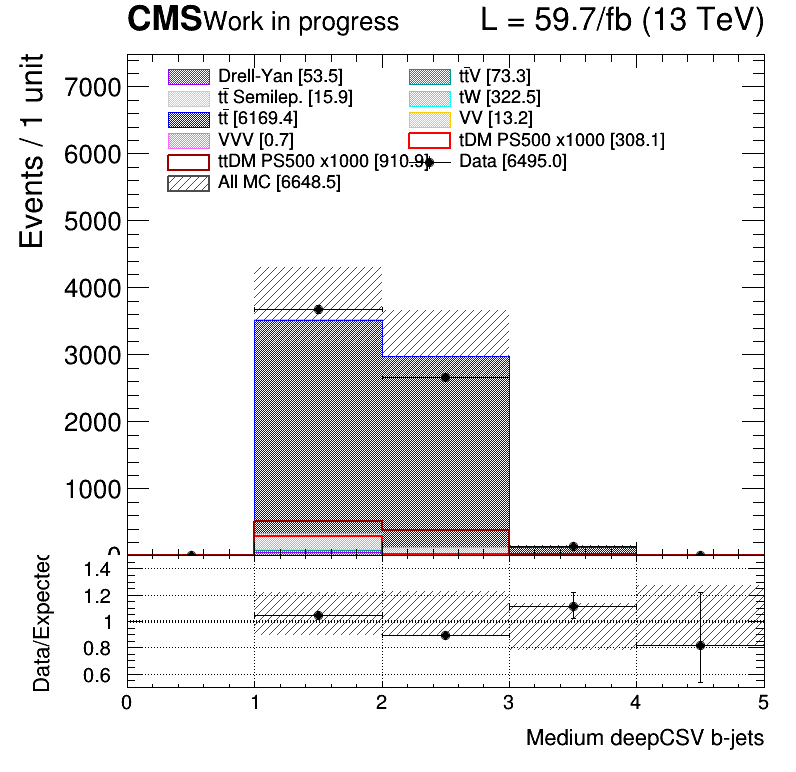 CMS Work in progress L = 59.7/fb (13 TeV)
Events / 1 unit
Drell-Yan [53.5] tt̄V [73.3]
tt̄ Semilep. [15.9] tW [322.5]
tt̄ [6169.4] VV [13.2]
VVV [0.7] tDM PS500 x1000 [308.1]
ttDM PS500 x1000 [910.9] Data [6495.0]
All MC [6648.5]
7000
6000
5000
4000
3000
2000
1000
0
Data/Expected
1.4
1.2
1
0.8
0.6
0 1 2 3 4 5
Medium deepCSV b-jets